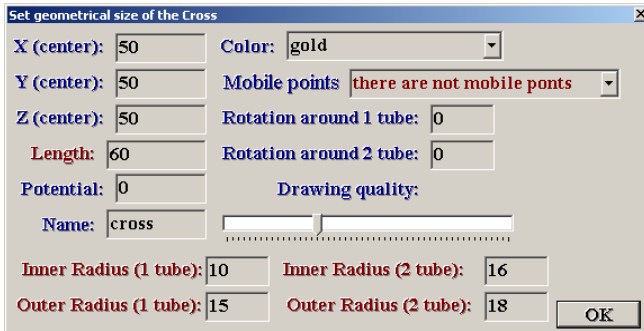 Set geometrical size of the Cross
X (center): 50 Color: gold
Y (center): 50 Mobile points there are not mobile ponts
Z (center): 50 Rotation around 1 tube: 0
Length: 60 Rotation around 2 tube: 0
Potential: 0 Drawing quality:
Name: cross
Inner Radius (1 tube): 10 Inner Radius (2 tube): 16
Outer Radius (1 tube): 15 Outer Radius (2 tube): 18
OK